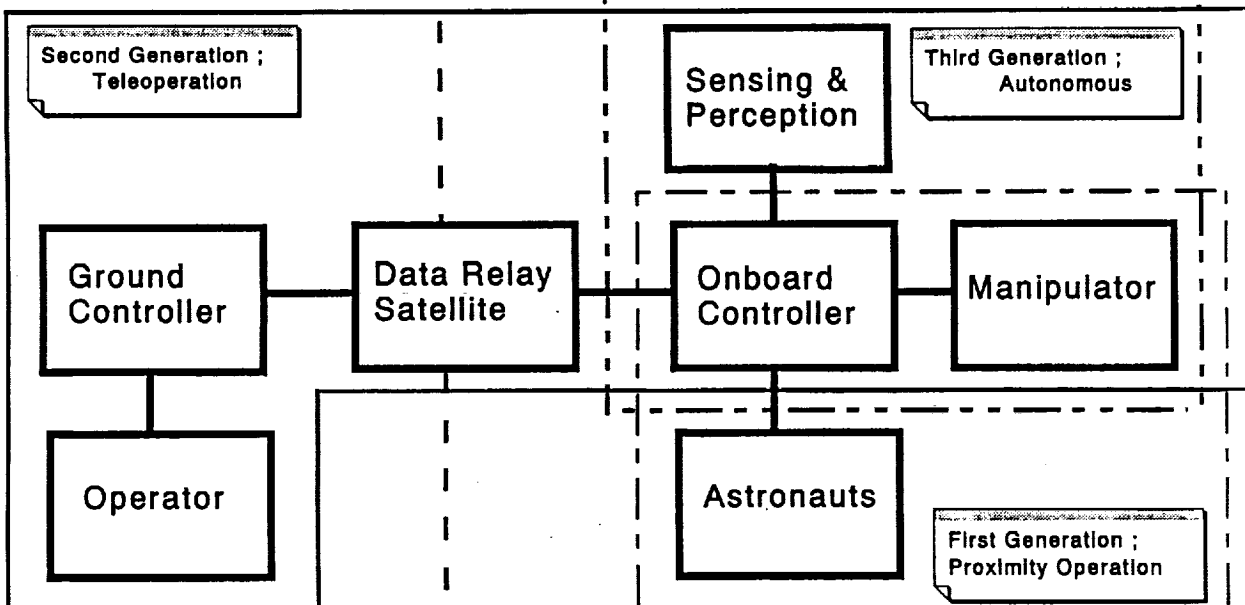 Second Generation ;
Teleoperation
Sensing &
Perception
Third Generation ;
Autonomous
Ground
Controller
Data Relay
Satellite
Onboard
Controller
Manipulator
Operator
Astronauts
First Generation ;
Proximity Operation